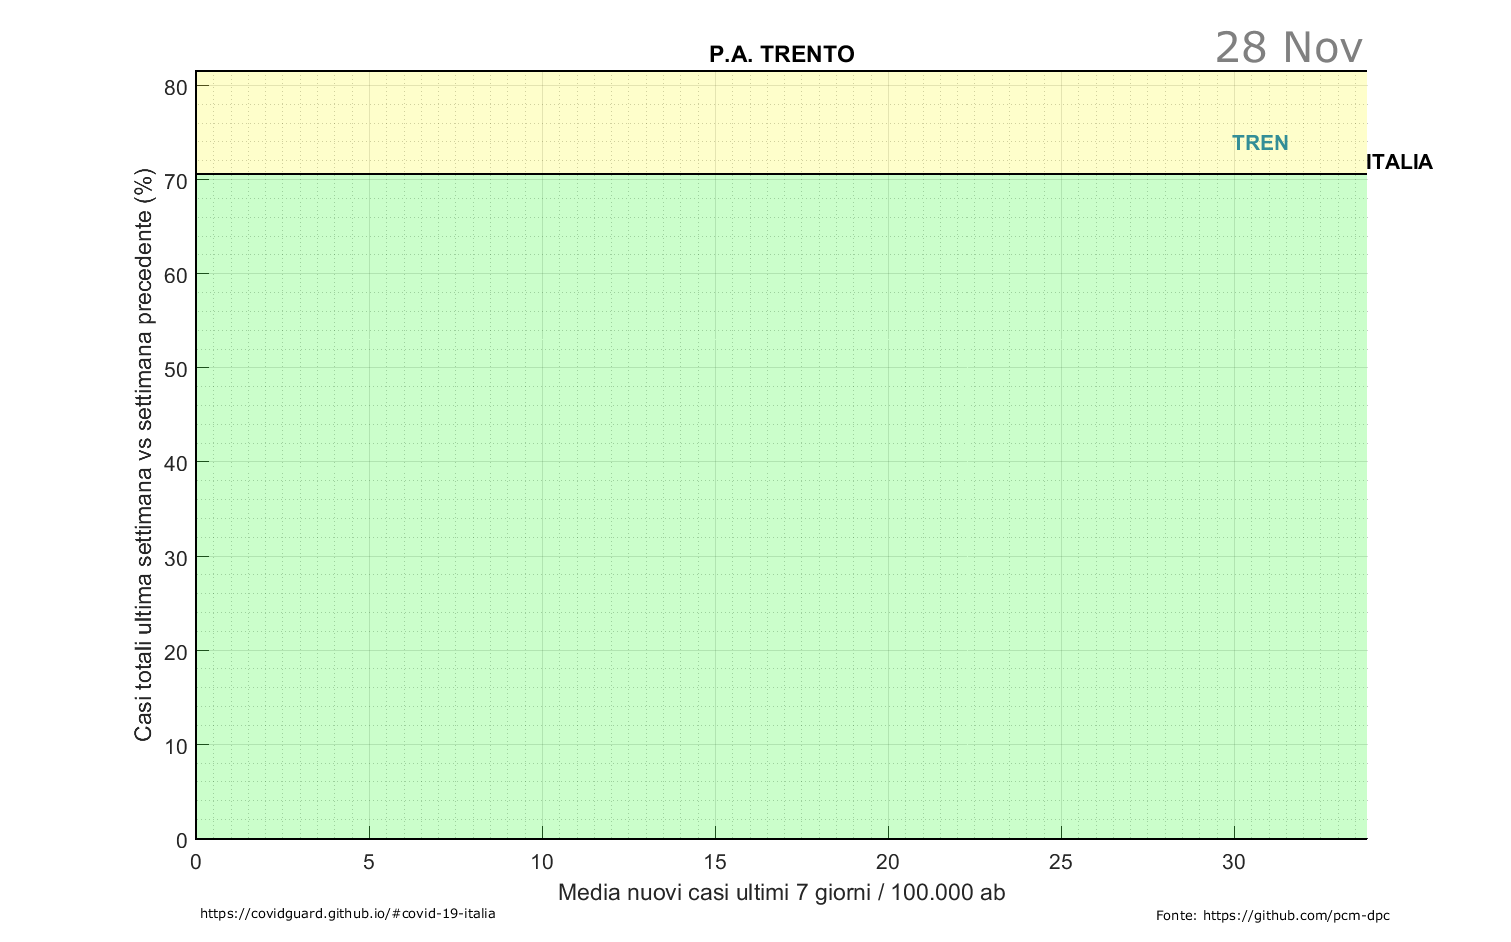 28 Nov
P.A. TRENTO
80
TREN
ITALIA
70
60
50
40
30
20
10
0
Casi totali ultima settimana vs settimana precedente (%)
0 5 10 15 20 25 30
Media nuovi casi ultimi 7 giorni / 100.000 ab
https://covidguard.github.io/#covid-19-italia
Fonte: https://github.com/pcm-dpc